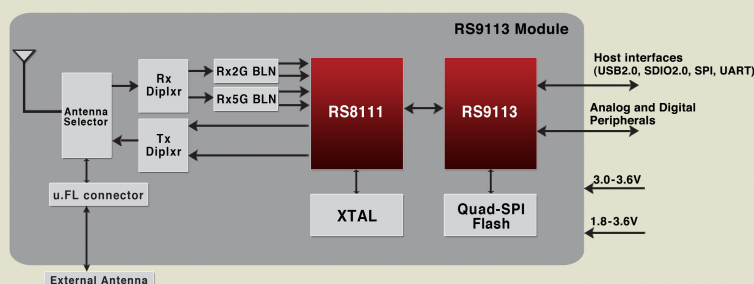 RS9113 Module
Host interfaces
(USB2.0, SDIO2.0, SPI, UART)
Rx
Diplxr
Rx2G BLN
Rx5G BLN
Antenna
Selector
RS8111
RS9113
Analog and Digital
Peripherals
Tx
Diplxr
u.FL connector
XTAL
Quad-SPI
Flash
3.0-3.6V
1.8-3.6V
External Antenna